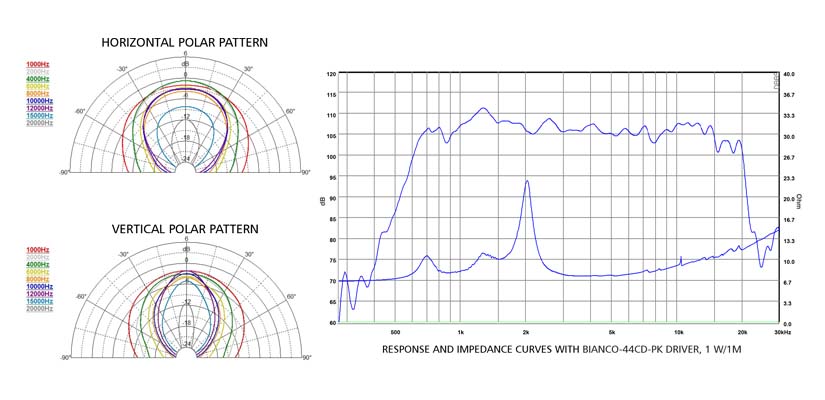 HORIZONTAL POLAR PATTERN
1000Hz
2000Hz
4000Hz
6000Hz
8000Hz
10000Hz
12000Hz
15000Hz
20000Hz
6
dB
0
-6
-12
-18
-24
-30°
30°
-60°
60°
-90°
90°
VERTICAL POLAR PATTERN
1000Hz
2000Hz
4000Hz
6000Hz
8000Hz
10000Hz
12000Hz
15000Hz
20000Hz
6
dB
0
-12
-18
-24
-30°
30°
-60°
60°
-90°
90°
120 40.0
115 36.7
110 33.3
105 30.0
100 26.7
95 23.3
90 20.0
85 16.7
80 13.3
75 10.0
70 6.7
65 3.3
60 0.0
dB
Ohm
500 1k 2k 5k 10k 20k 30kHz
RESPONSE AND IMPEDANCE CURVES WITH BIANCO-44CD-PK DRIVER, 1 W/1M